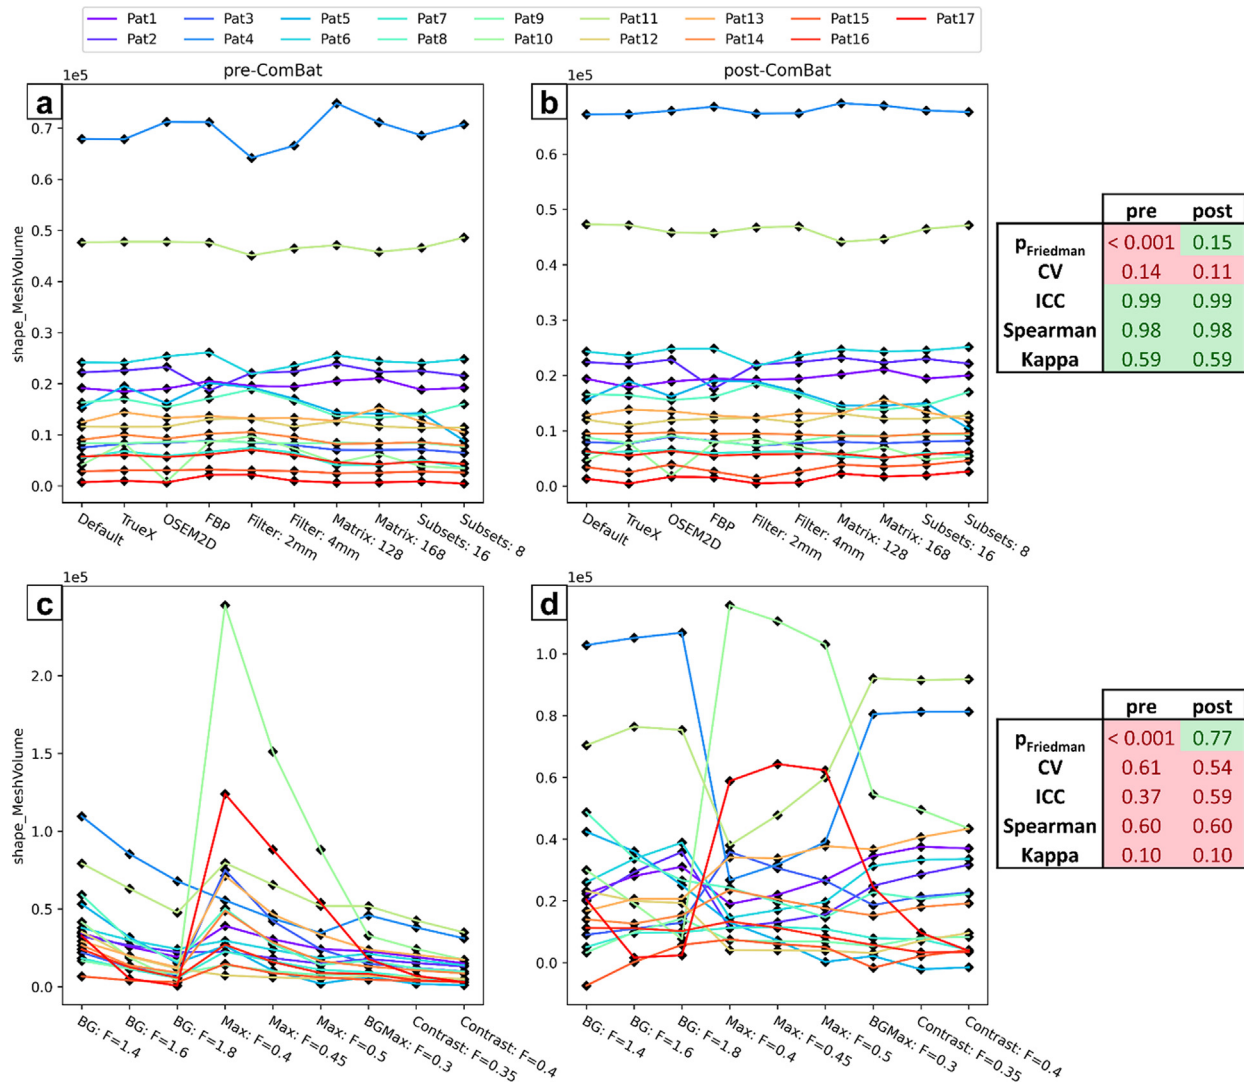 Pat1 Pat3 Pat5 Pat7 Pat9 Pat11 Pat13 Pat15 Pat17
Pat2 Pat4 Pat6 Pat8 Pat10 Pat12 Pat14 Pat16
1e5 pre-ComBat
a
shape_MeshVolume
0.7
0.6
0.5
0.4
0.3
0.2
0.1
0.0
Default TrueX OSEM2D FBP Filter: 2mm Filter: 4mm Matrix: 128 Matrix: 168 Subsets: 16 Subsets: 8
1e5 post-ComBat
b
0.6
0.5
0.4
0.3
0.2
0.1
0.0
Default TrueX OSEM2D FBP Filter: 2mm Filter: 4mm Matrix: 128 Matrix: 168 Subsets: 16 Subsets: 8
pre post
pFriedman < 0.001 0.15
CV 0.14 0.11
ICC 0.99 0.99
Spearman 0.98 0.98
Kappa 0.59 0.59
1e5
c
shape_MeshVolume
2.0
1.5
1.0
0.5
0.0
BG: F=1.4 BG: F=1.6 BG: F=1.8 Max: F=0.4 Max: F=0.45 Max: F=0.5 BGMax: F=0.3 Contrast: F=0.35 Contrast: F=0.4
1e5
d
1.0
0.8
0.6
0.4
0.2
0.0
BG: F=1.4 BG: F=1.6 BG: F=1.8 Max: F=0.4 Max: F=0.45 Max: F=0.5 BGMax: F=0.3 Contrast: F=0.35 Contrast: F=0.4
pre post
pFriedman < 0.001 0.77
CV 0.61 0.54
ICC 0.37 0.59
Spearman 0.60 0.60
Kappa 0.10 0.10